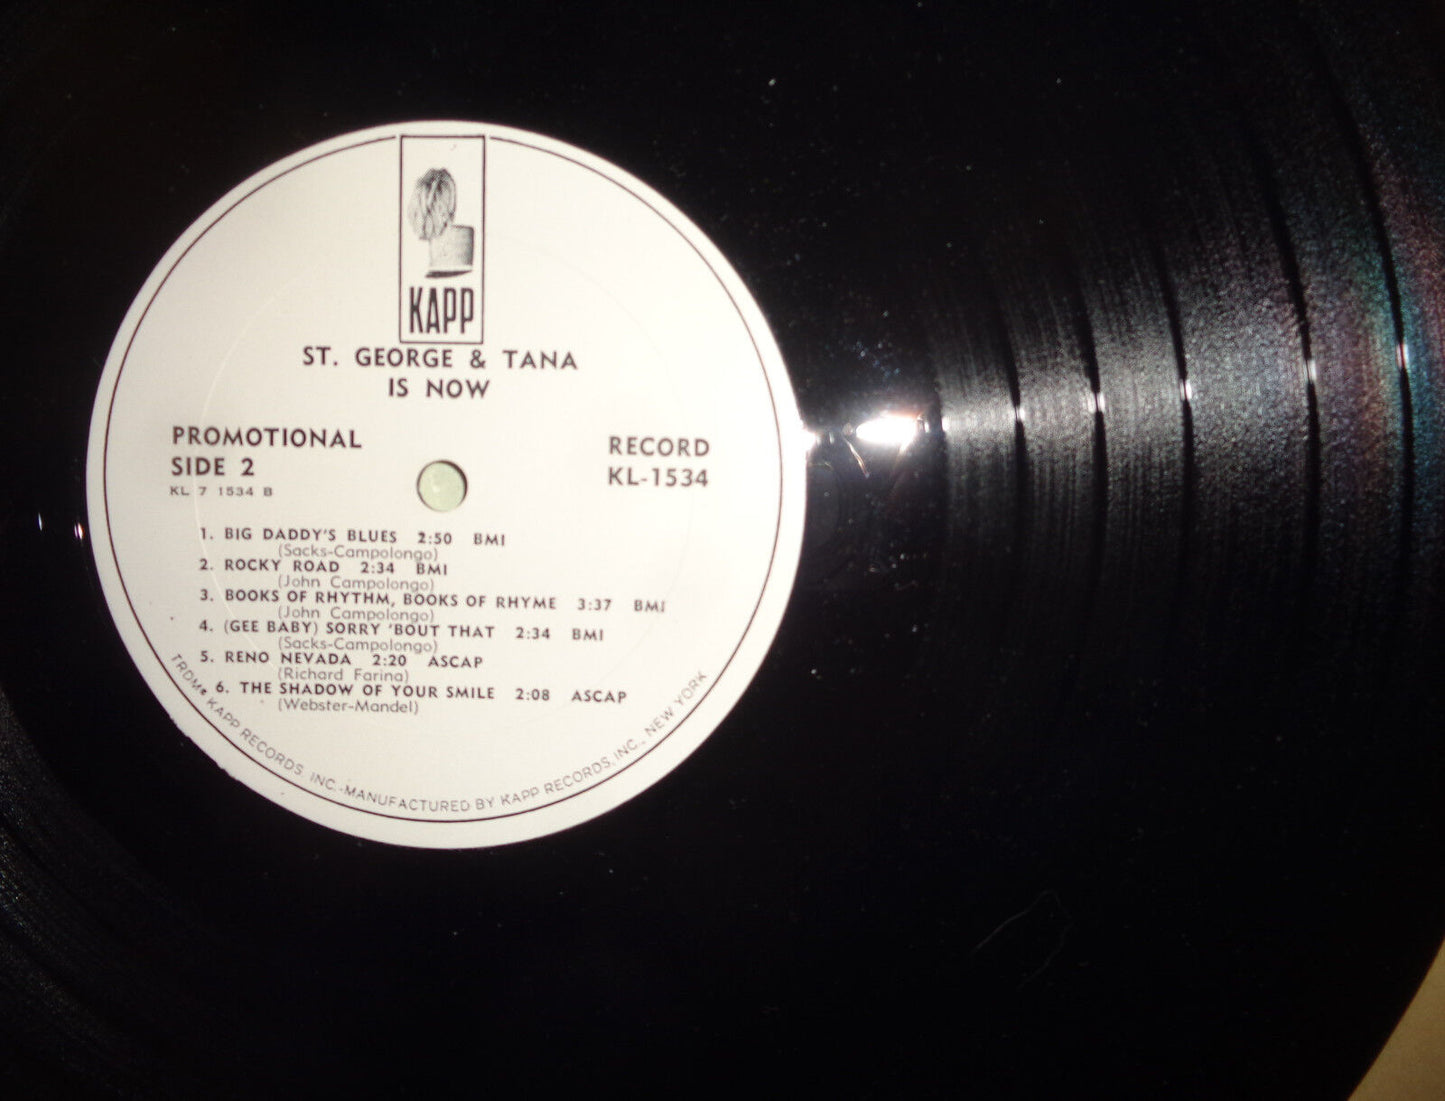 KAPP
ST. GEORGE & TANA
IS NOW
PROMOTIONAL
SIDE 2
KL 7 1534 B
RECORD
KL-1534
1. BIG DADDY'S BLUES 2:50 BMI
(Sacks-Campolongo)
2. ROCKY ROAD 2:34 BMI
(John Campolongo)
3. BOOKS OF RHYTHM, BOOKS OF RHYME 3:37 BMI
(John Campolongo)
4. (GEE BABY) SORRY 'BOUT THAT 2:34 BMI
(Sacks-Campolongo)
5. RENO NEVADA 2:20 ASCAP
(Richard Farina)
6. THE SHADOW OF YOUR SMILE 2:08 ASCAP
(Webster-Mandel)
TRDMK KAPP RECORDS, INC.-MANUFACTURED BY KAPP RECORDS, INC., NEW YORK